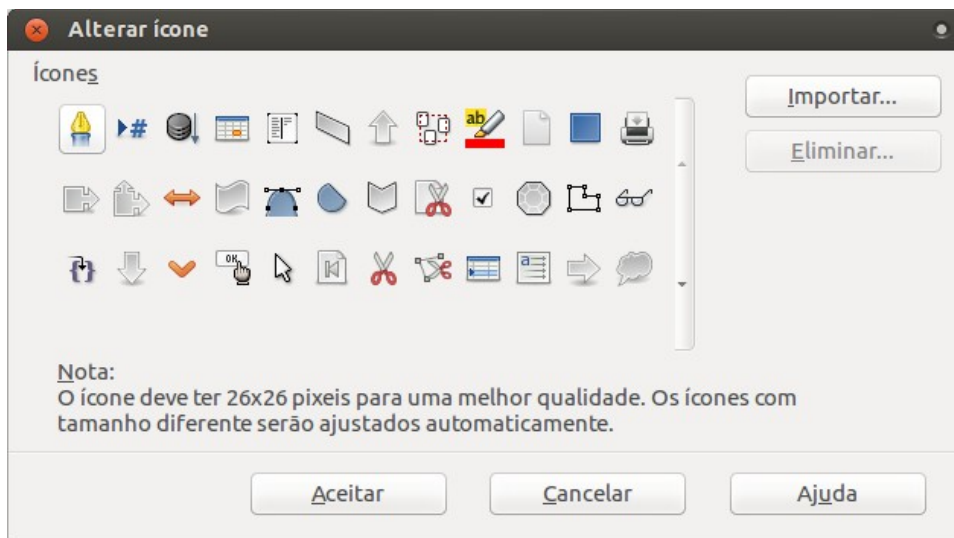 Alterar ícone
Ícones
Importar...
Eliminar...
Nota:
O ícone deve ter 26x26 pixeis para uma melhor qualidade. Os ícones com
tamanho diferente serão ajustados automaticamente.
Aceitar
Cancelar
Ajuda